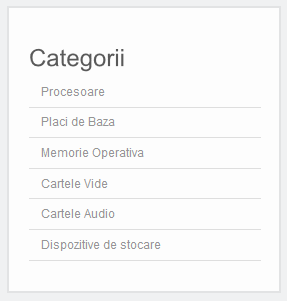 Categorii
Procesoare
Placi de Baza
Memorie Operativa
Cartele Vide
Cartele Audio
Dispozitive de stocare